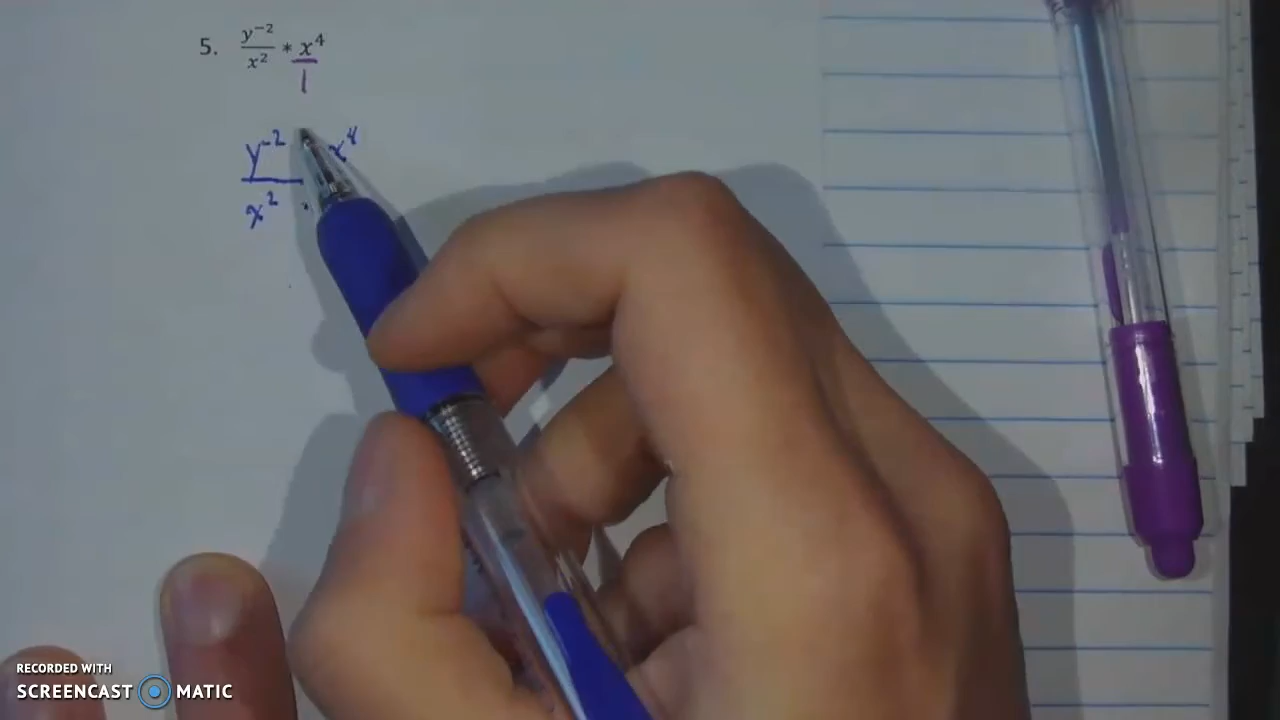 5. y⁻²/x² * x⁴
1
y⁻² x⁴
x²
RECORDED WITH
SCREENCAST MATIC